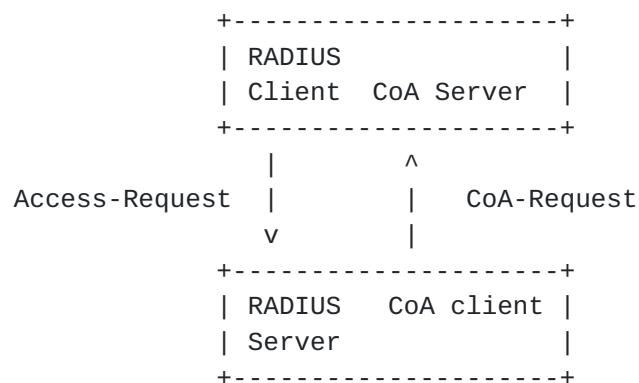 RADIUS
Client CoA Server
Access-Request CoA-Request
RADIUS CoA client
Server